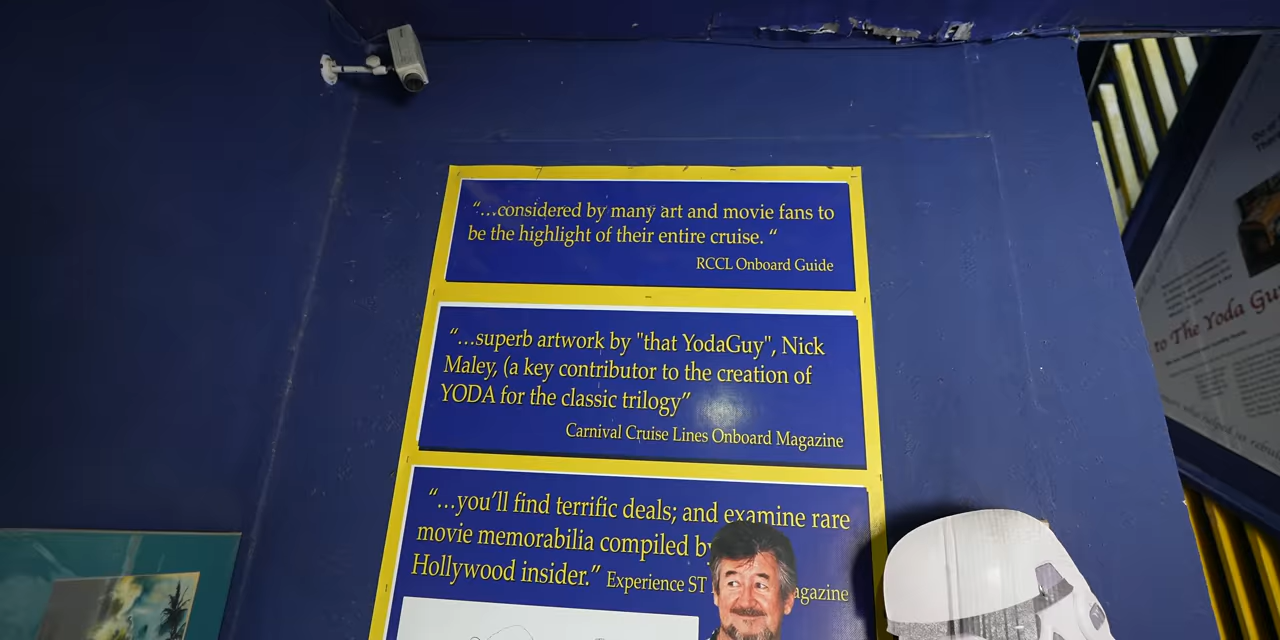 “…considered by many art and movie fans to
be the highlight of their entire cruise. “
RCCL Onboard Guide
“…superb artwork by "that YodaGuy", Nick
Maley, (a key contributor to the creation of
YODA for the classic trilogy”
Carnival Cruise Lines Onboard Magazine
“…you’ll find terrific deals; and examine rare
movie memorabilia compiled by
Hollywood insider.” Experience ST
agazine
to The Yoda Gu